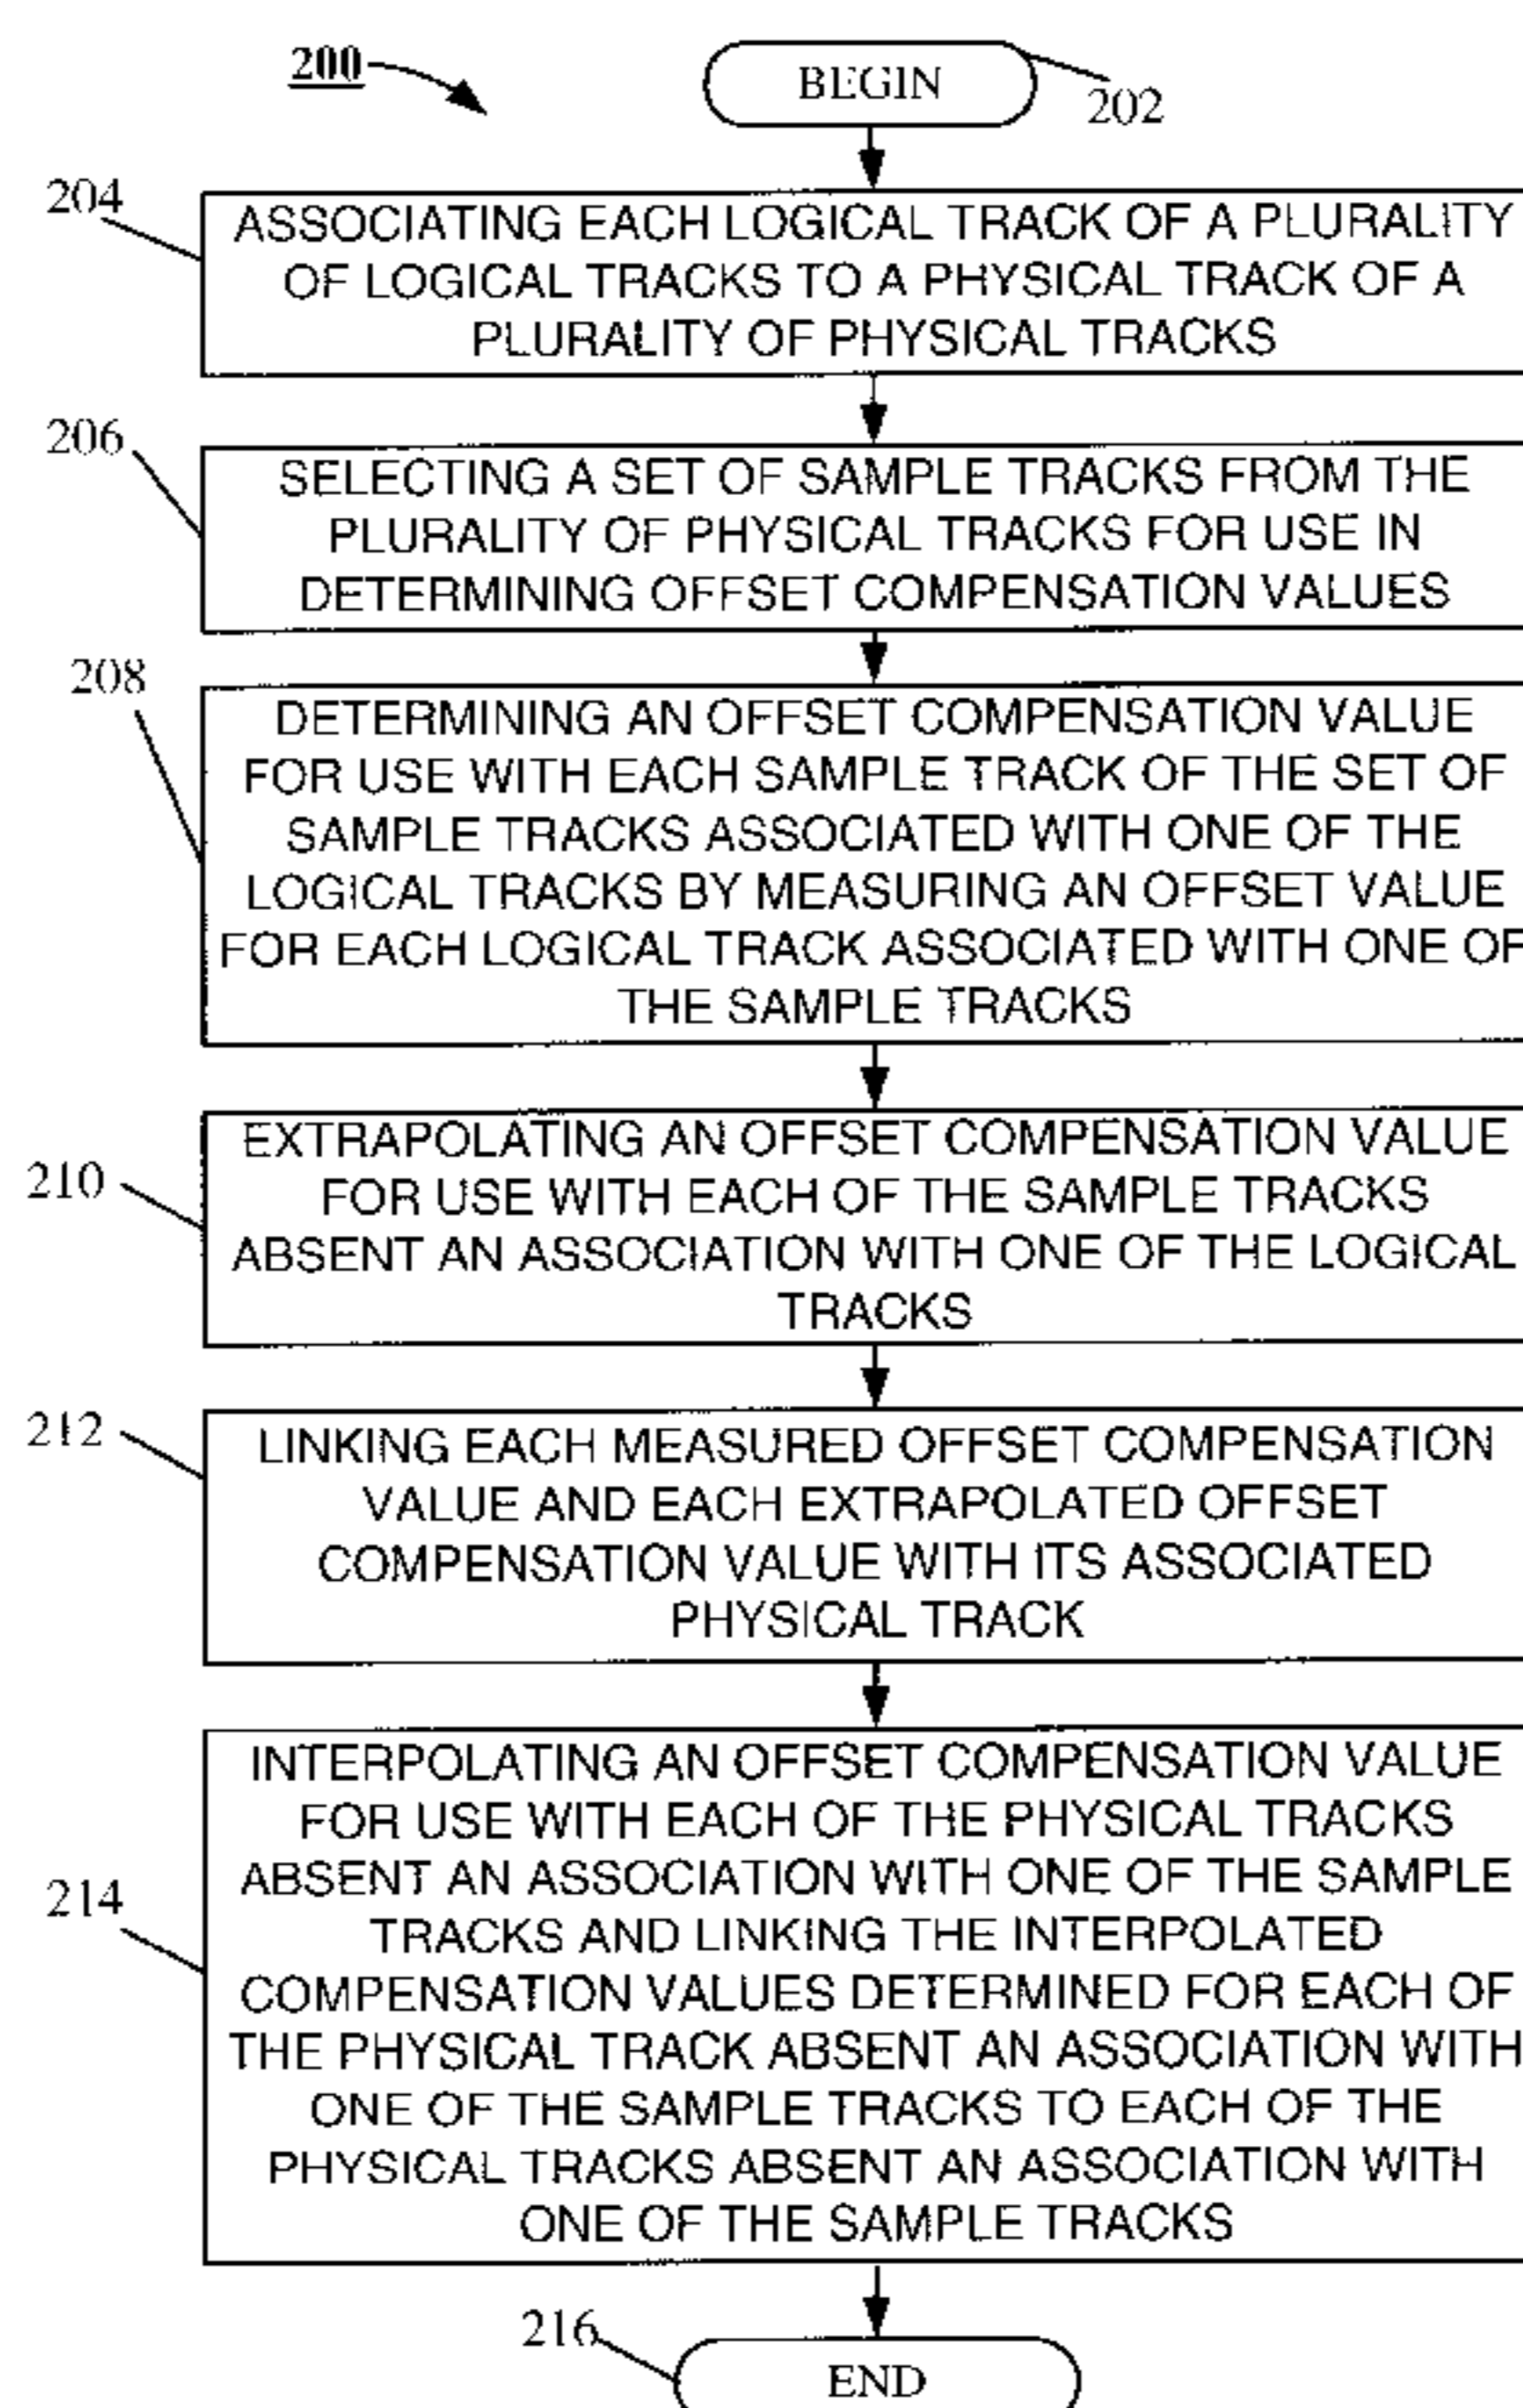 200
BEGIN
202
204
ASSOCIATING EACH LOGICAL TRACK OF A PLURALITY
OF LOGICAL TRACKS TO A PHYSICAL TRACK OF A
PLURALITY OF PHYSICAL TRACKS
206
SELECTING A SET OF SAMPLE TRACKS FROM THE
PLURALITY OF PHYSICAL TRACKS FOR USE IN
DETERMINING OFFSET COMPENSATION VALUES
208
DETERMINING AN OFFSET COMPENSATION VALUE
FOR USE WITH EACH SAMPLE TRACK OF THE SET OF
SAMPLE TRACKS ASSOCIATED WITH ONE OF THE
LOGICAL TRACKS BY MEASURING AN OFFSET VALUE
FOR EACH LOGICAL TRACK ASSOCIATED WITH ONE OF
THE SAMPLE TRACKS
210
EXTRAPOLATING AN OFFSET COMPENSATION VALUE
FOR USE WITH EACH OF THE SAMPLE TRACKS
ABSENT AN ASSOCIATION WITH ONE OF THE LOGICAL
TRACKS
212
LINKING EACH MEASURED OFFSET COMPENSATION
VALUE AND EACH EXTRAPOLATED OFFSET
COMPENSATION VALUE WITH ITS ASSOCIATED
PHYSICAL TRACK
214
INTERPOLATING AN OFFSET COMPENSATION VALUE
FOR USE WITH EACH OF THE PHYSICAL TRACKS
ABSENT AN ASSOCIATION WITH ONE OF THE SAMPLE
TRACKS AND LINKING THE INTERPOLATED
COMPENSATION VALUES DETERMINED FOR EACH OF
THE PHYSICAL TRACK ABSENT AN ASSOCIATION WITH
ONE OF THE SAMPLE TRACKS TO EACH OF THE
PHYSICAL TRACKS ABSENT AN ASSOCIATION WITH
ONE OF THE SAMPLE TRACKS
216
END